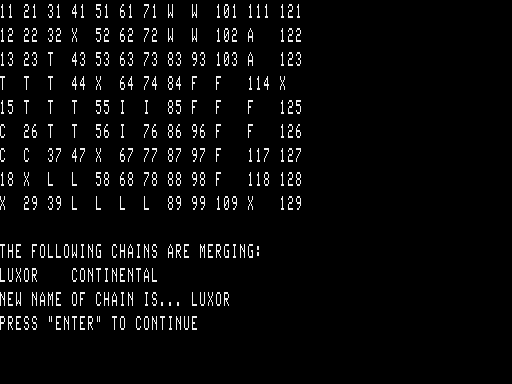 11 21 31 41 51 61 71 W W 101 111 121
12 22 32 X 52 62 72 W W 102 A 122
13 23 T 43 53 63 73 83 93 103 A 123
T T T 44 X 64 74 84 F F 114 X
15 T T T 55 I I 85 F F F 125
C 26 T T 56 I 76 86 96 F F 126
C C 37 47 X 67 77 87 97 F 117 127
18 X L L 58 68 78 88 98 F 118 128
X 29 39 L L L L 89 99 109 X 129
THE FOLLOWING CHAINS ARE MERGING:
LUXOR CONTINENTAL
NEW NAME OF CHAIN IS... LUXOR
PRESS "ENTER" TO CONTINUE